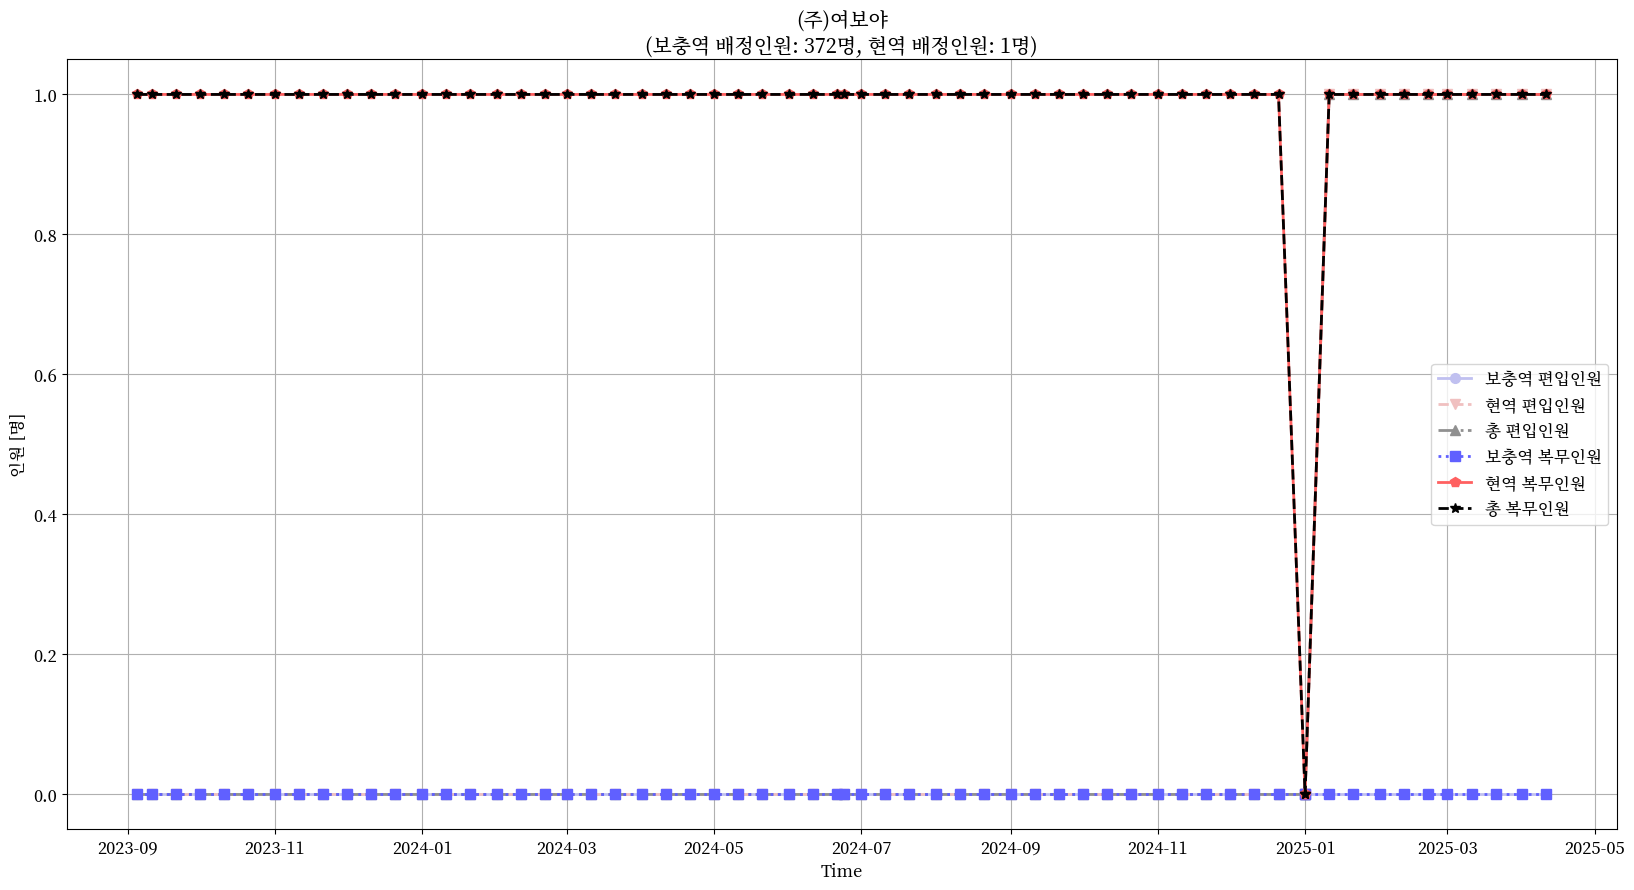 (주)여보야
(보충역 배정인원: 372명, 현역 배정인원: 1명)
1.0
0.8
0.6
0.4
0.2
0.0
인원 [명]
보충역 편입인원
현역 편입인원
총 편입인원
보충역 복무인원
현역 복무인원
총 복무인원
2023-09 2023-11 2024-01 2024-03 2024-05 2024-07 2024-09 2024-11 2025-01 2025-03 2025-05
Time